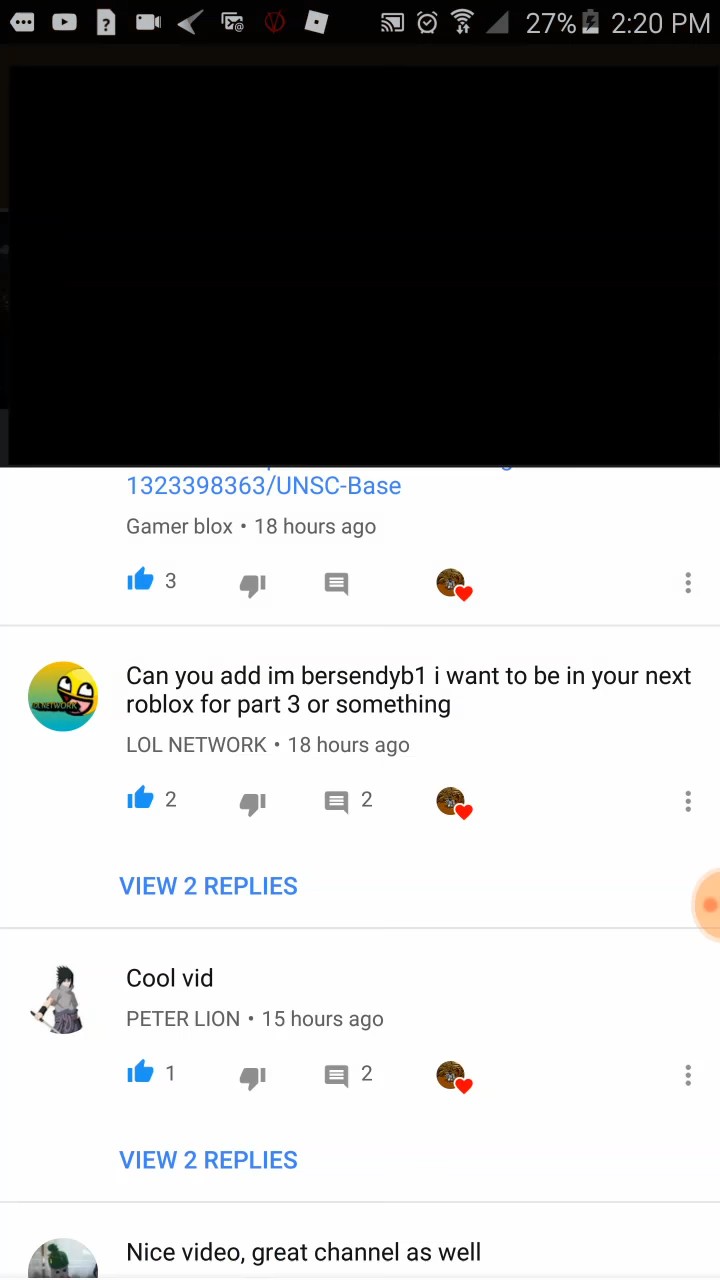 27% 2:20 PM
1323398363/UNSC-Base
Gamer blox • 18 hours ago
3
Can you add im bersendyb1 i want to be in your next
roblox for part 3 or something
LOL NETWORK • 18 hours ago
2 2
VIEW 2 REPLIES
Cool vid
PETER LION • 15 hours ago
1 2
VIEW 2 REPLIES
Nice video, great channel as well